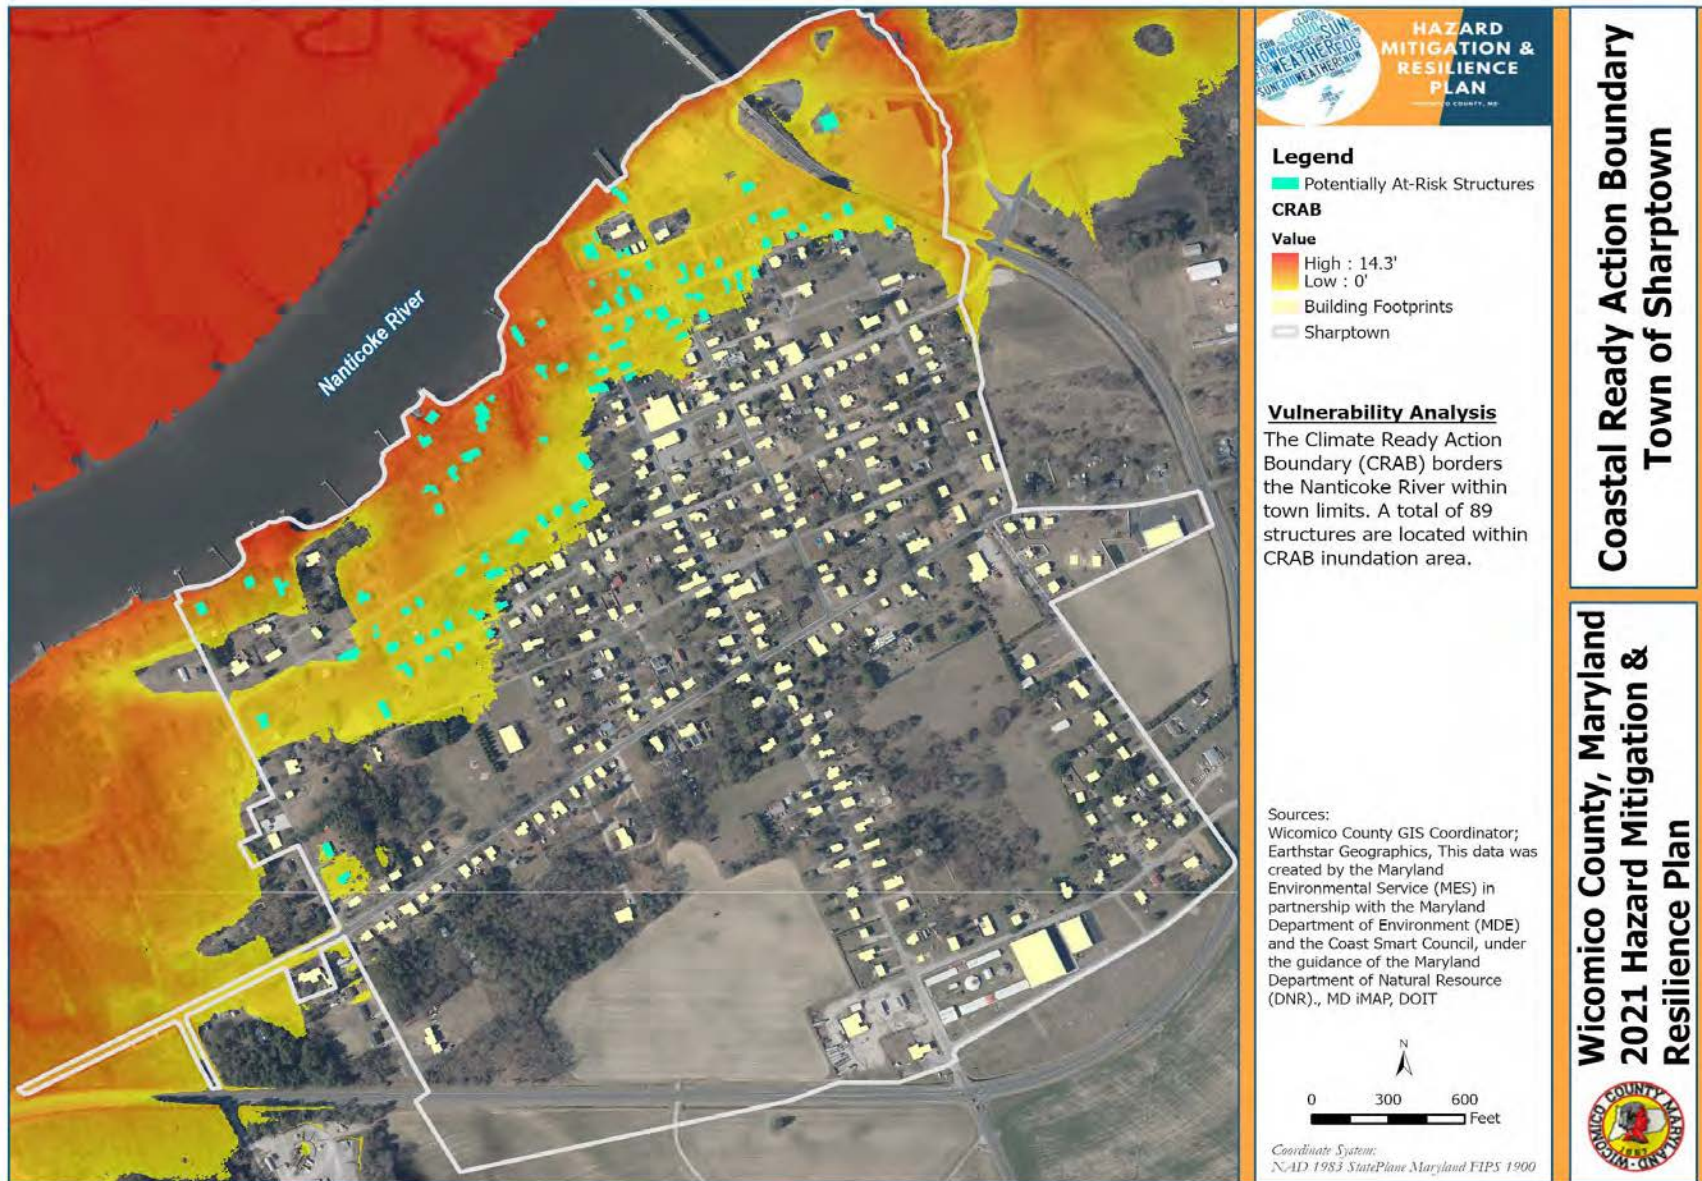 Nanticoke River
HAZARD
MITIGATION &
RESILIENCE
PLAN
Legend
Potentially At-Risk Structures
CRAB
Value
High : 14.3'
Low : 0'
Building Footprints
Sharptown
Vulnerability Analysis
The Climate Ready Action
Boundary (CRAB) borders
the Nanticoke River within
town limits. A total of 89
structures are located within
CRAB inundation area.
Sources:
Wicomico County GIS Coordinator;
Earthstar Geographics, This data was
created by the Maryland
Environmental Service (MES) in
partnership with the Maryland
Department of Environment (MDE)
and the Coast Smart Council, under
the guidance of the Maryland
Department of Natural Resource
(DNR)., MD iMAP, DOIT
N
0 300 600
Feet
Coordinate System:
NAD 1983 StatePlane Maryland FIPS 1900
Coastal Ready Action Boundary
Town of Sharptown
Wicomico County, Maryland
2021 Hazard Mitigation &
Resilience Plan
WICOMICO COUNTY MARYLAND
1867